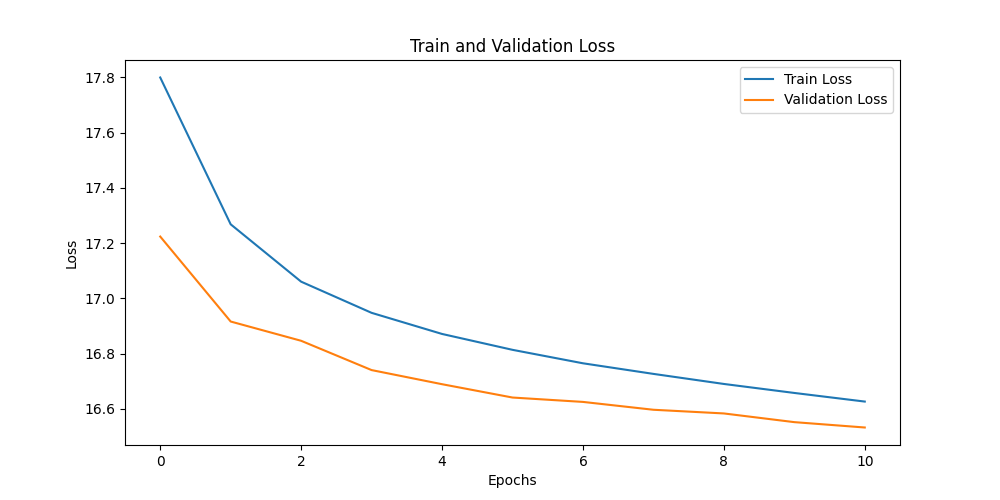 Train and Validation Loss
Train Loss
Validation Loss
17.8
17.6
17.4
17.2
17.0
16.8
16.6
Loss
0 2 4 6 8 10
Epochs